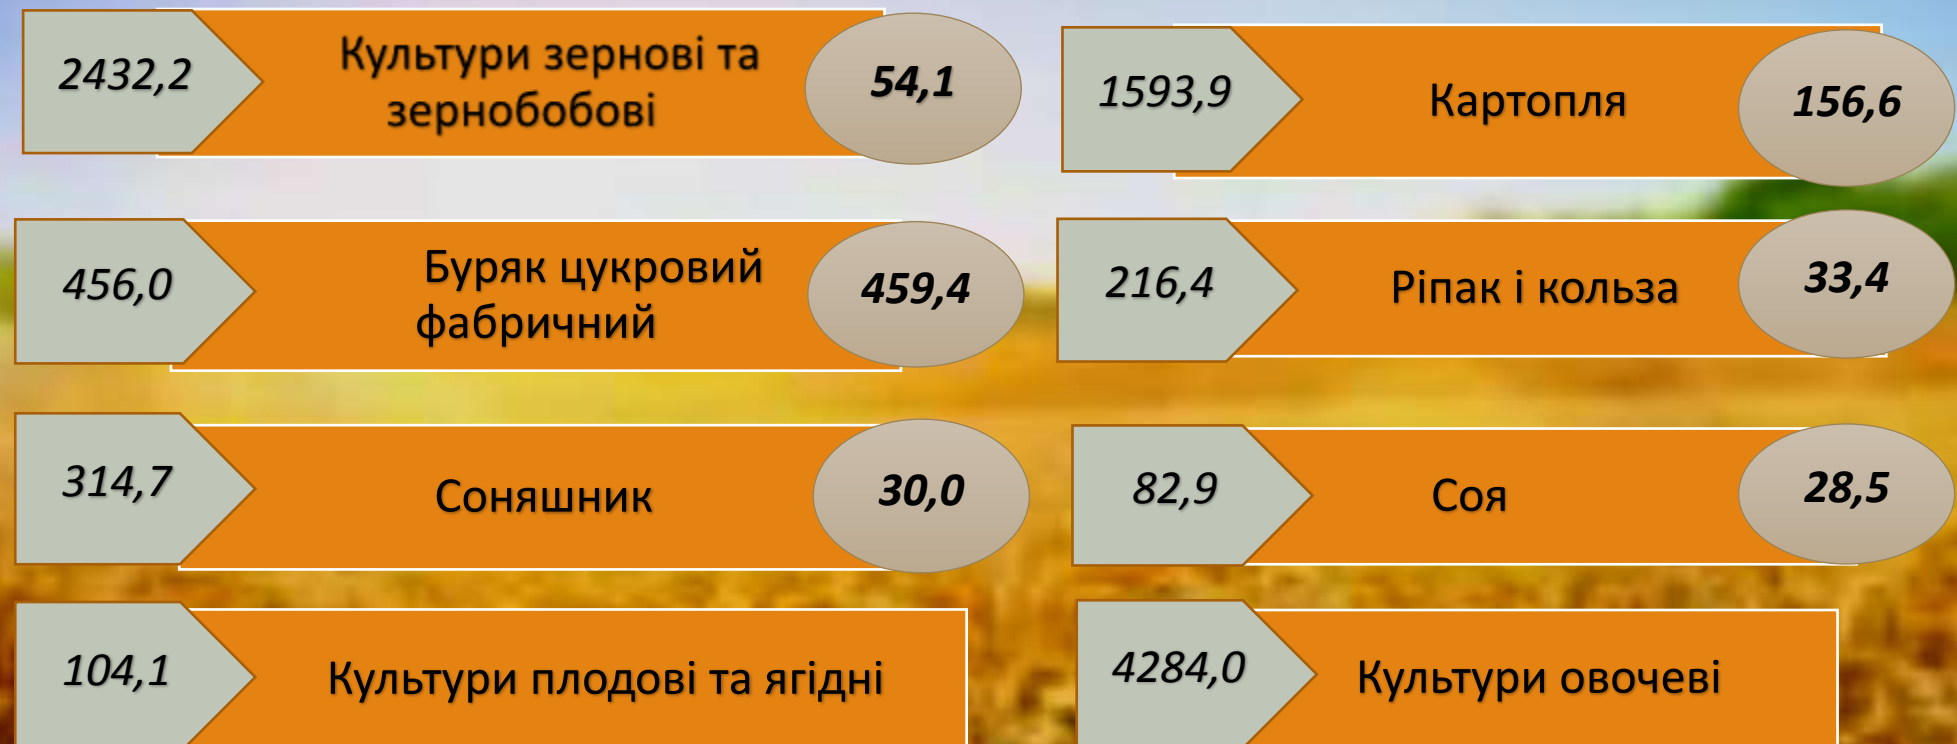 2432,2
Культури зернові та
зернобобові
54,1
1593,9
Картопля
156,6
456,0
Буряк цукровий
фабричний
459,4
216,4
Ріпак і кольза
33,4
314,7
Соняшник
30,0
82,9
Соя
28,5
104,1
Культури плодові та ягідні
4284,0
Культури овочеві